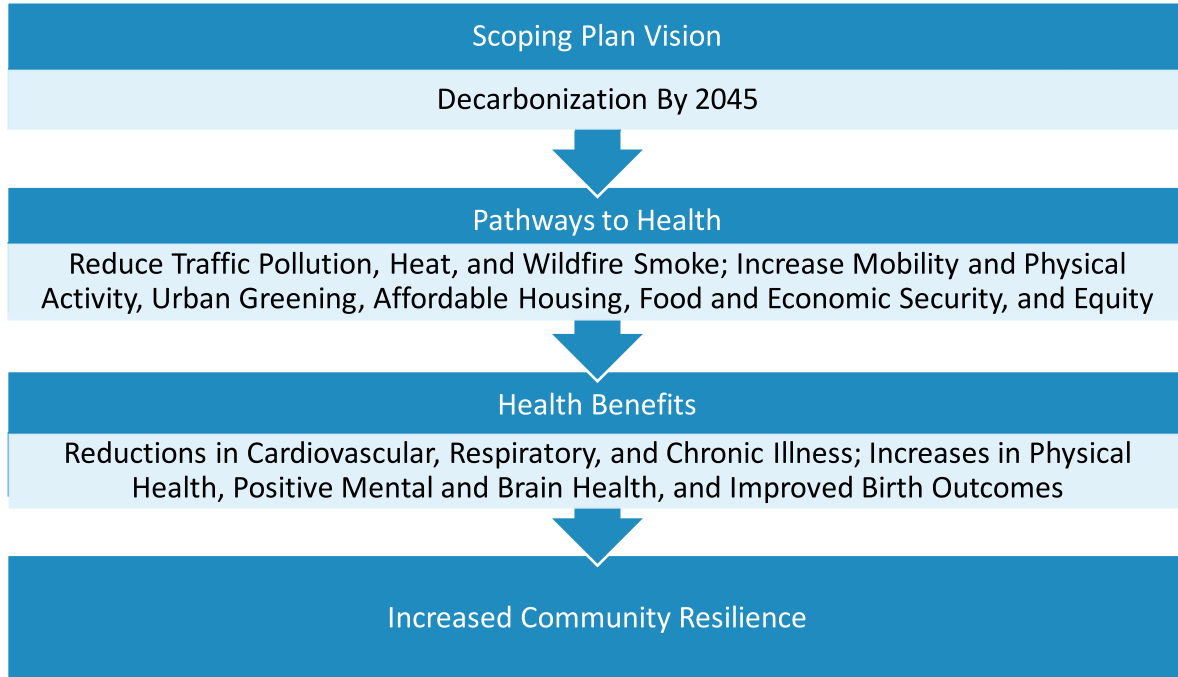 Scoping Plan Vision
Decarbonization By 2045
Pathways to Health
Reduce Traffic Pollution, Heat, and Wildfire Smoke; Increase Mobility and Physical
Activity, Urban Greening, Affordable Housing, Food and Economic Security, and Equity
Health Benefits
Reductions in Cardiovascular, Respiratory, and Chronic Illness; Increases in Physical
Health, Positive Mental and Brain Health, and Improved Birth Outcomes
Increased Community Resilience